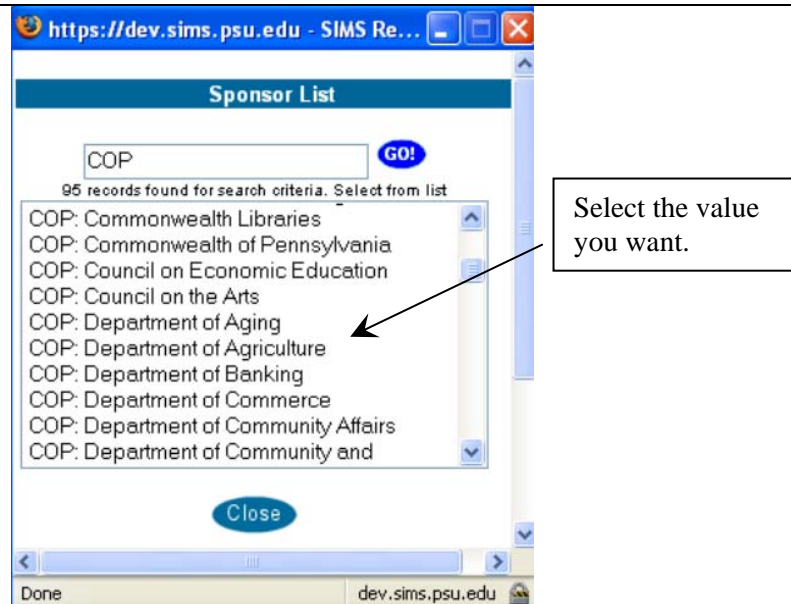 https://dev.sims.psu.edu - SIMS Re...
Sponsor List
COP
GO!
95 records found for search criteria. Select from list
COP: Commonwealth Libraries
COP: Commonwealth of Pennsylvania
COP: Council on Economic Education
COP: Council on the Arts
COP: Department of Aging
COP: Department of Agriculture
COP: Department of Banking
COP: Department of Commerce
COP: Department of Community Affairs
COP: Department of Community and
Close
Done
dev.sims.psu.edu
Select the value
you want.